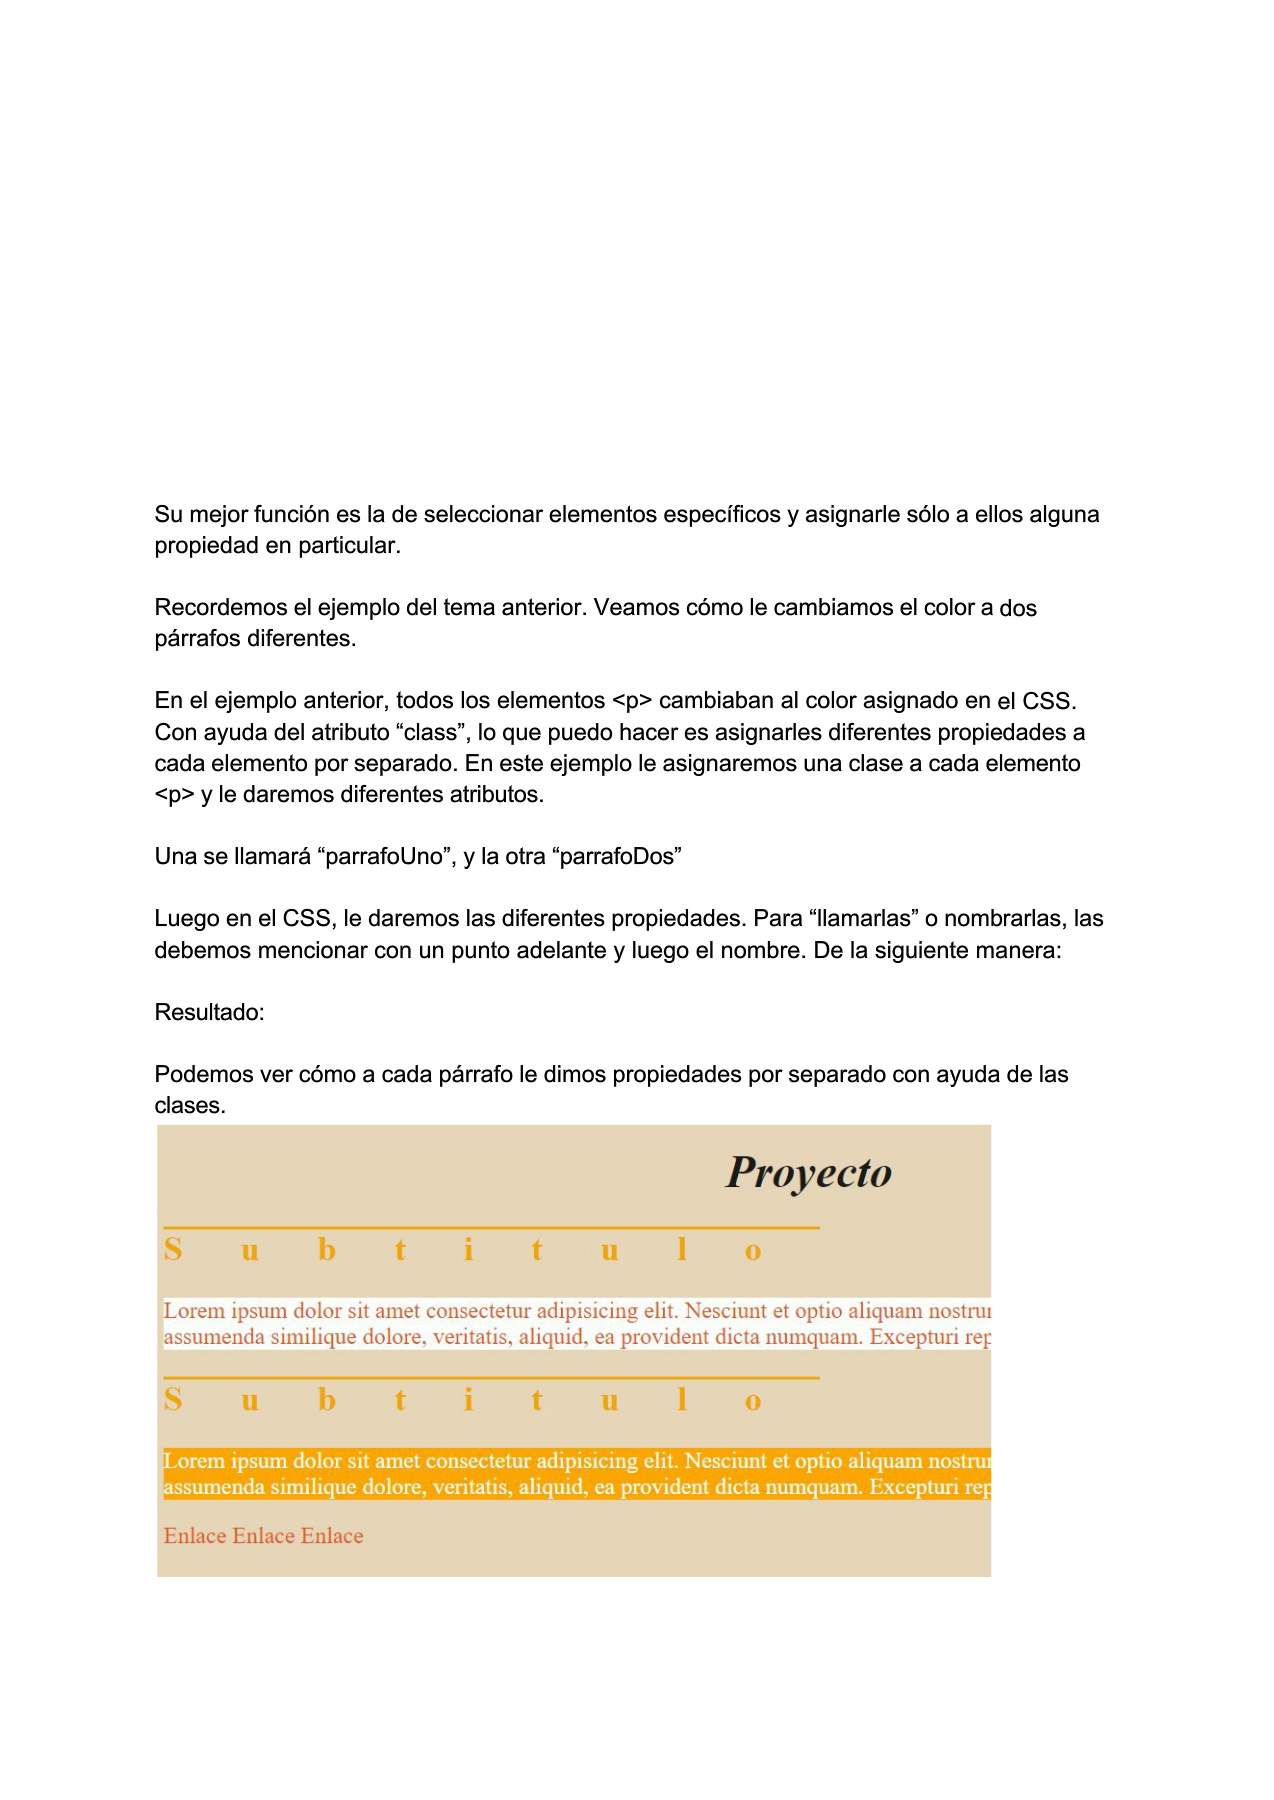 Su mejor función es la de seleccionar elementos específicos y asignarle sólo a ellos alguna
propiedad en particular.
Recordemos el ejemplo del tema anterior. Veamos cómo le cambiamos el color a dos
párrafos diferentes.
En el ejemplo anterior, todos los elementos <p> cambiaban al color asignado en el CSS.
Con ayuda del atributo “class”, lo que puedo hacer es asignarles diferentes propiedades a
cada elemento por separado. En este ejemplo le asignaremos una clase a cada elemento
<p> y le daremos diferentes atributos.
Una se llamará “parrafoUno”, y la otra “parrafoDos”
Luego en el CSS, le daremos las diferentes propiedades. Para “llamarlas” o nombrarlas, las
debemos mencionar con un punto adelante y luego el nombre. De la siguiente manera:
Resultado:
Podemos ver cómo a cada párrafo le dimos propiedades por separado con ayuda de las
clases.
Proyecto
S u b t i t u l o
Lorem ipsum dolor sit amet consectetur adipisicing elit. Nesciunt et optio aliquam
assumenda similique dolore, veritatis, aliquid, ea provident dicta numquam. Excepturi
S u b t i t u l o
Lorem ipsum dolor sit amet consectetur adipisicing elit. Nesciunt et optio aliquam
assumenda similique dolore, veritatis, aliquid, ea provident dicta numquam. Excepturi
Enlace Enlace Enlace